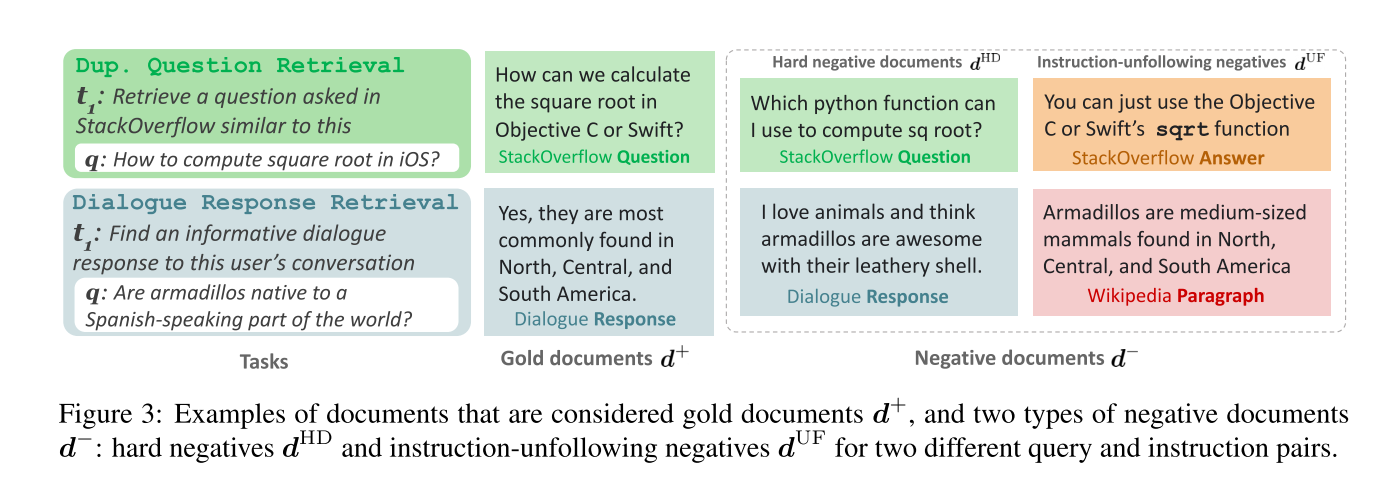 Dup. Question Retrieval
t1: Retrieve a question asked in
StackOverflow similar to this
q: How to compute square root in iOS?
How can we calculate
the square root in
Objective C or Swift?
StackOverflow Question
Hard negative documents d^HD
Which python function can
I use to compute sq root?
StackOverflow Question
Instruction-unfollowing negatives d^UF
You can just use the Objective
C or Swift's sqrt function
StackOverflow Answer
Dialogue Response Retrieval
t1: Find an informative dialogue
response to this user's conversation
q: Are armadillos native to a
Spanish-speaking part of the world?
Yes, they are most
commonly found in
North, Central, and
South America.
Dialogue Response
I love animals and think
armadillos are awesome
with their leathery shell.
Dialogue Response
Armadillos are medium-sized
mammals found in North,
Central, and South America
Wikipedia Paragraph
Tasks
Gold documents d+
Negative documents d−
Figure 3: Examples of documents that are considered gold documents d+, and two types of negative documents
d−: hard negatives d^HD and instruction-unfollowing negatives d^UF for two different query and instruction pairs.